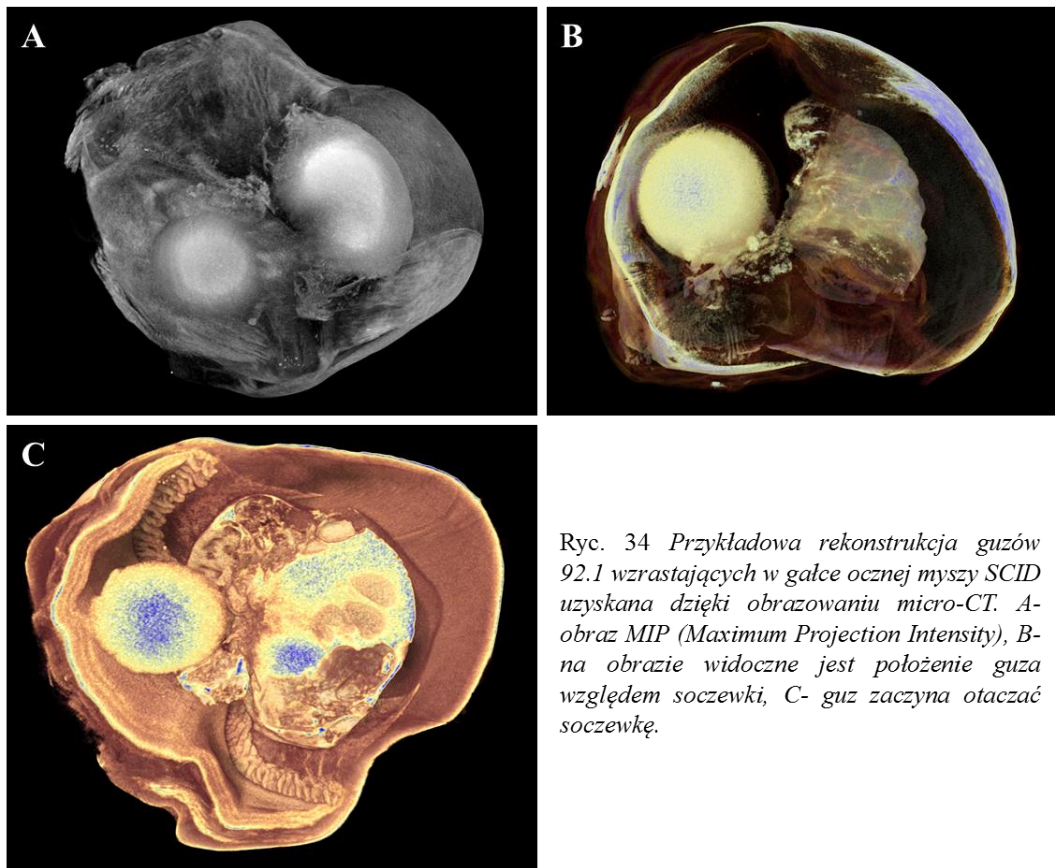 A
B
C
Ryc. 34 Przykładowa rekonstrukcja guzów
92.1 wzrastających w gałce ocznej myszy SCID
uzyskana dzięki obrazowaniu micro-CT. A-
obraz MIP (Maximum Projection Intensity), B-
na obrazie widoczne jest położenie guza
względem soczewki, C- guz zaczyna otaczać
soczewkę.